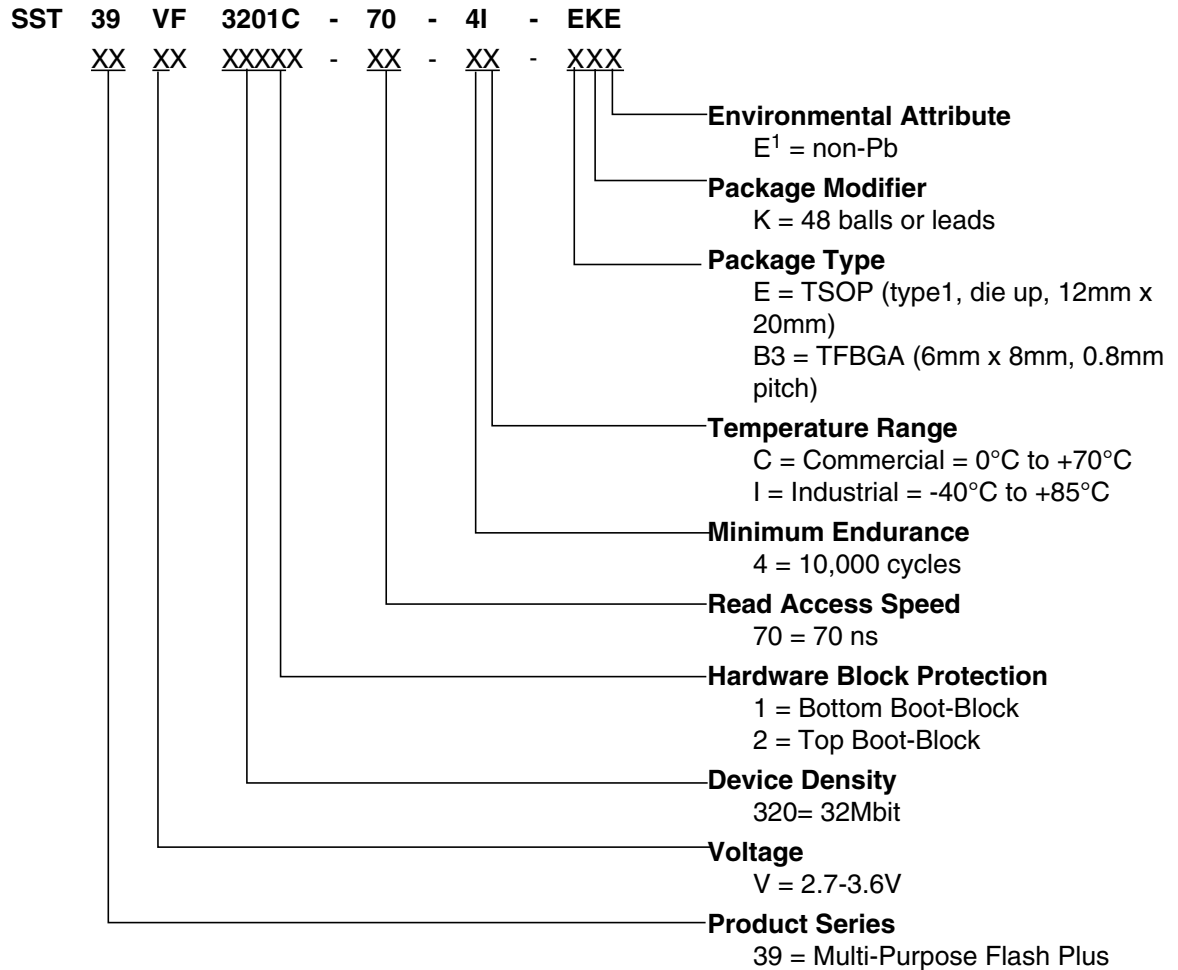 SST 39 VF 3201C - 70 - 4I - EKE
XX XX XXXXX - XX - XX - XXX
Environmental Attribute
E1 = non-Pb
Package Modifier
K = 48 balls or leads
Package Type
E = TSOP (type1, die up, 12mm x
20mm)
B3 = TFBGA (6mm x 8mm, 0.8mm
pitch)
Temperature Range
C = Commercial = 0°C to +70°C
I = Industrial = -40°C to +85°C
Minimum Endurance
4 = 10,000 cycles
Read Access Speed
70 = 70 ns
Hardware Block Protection
1 = Bottom Boot-Block
2 = Top Boot-Block
Device Density
320= 32Mbit
Voltage
V = 2.7-3.6V
Product Series
39 = Multi-Purpose Flash Plus